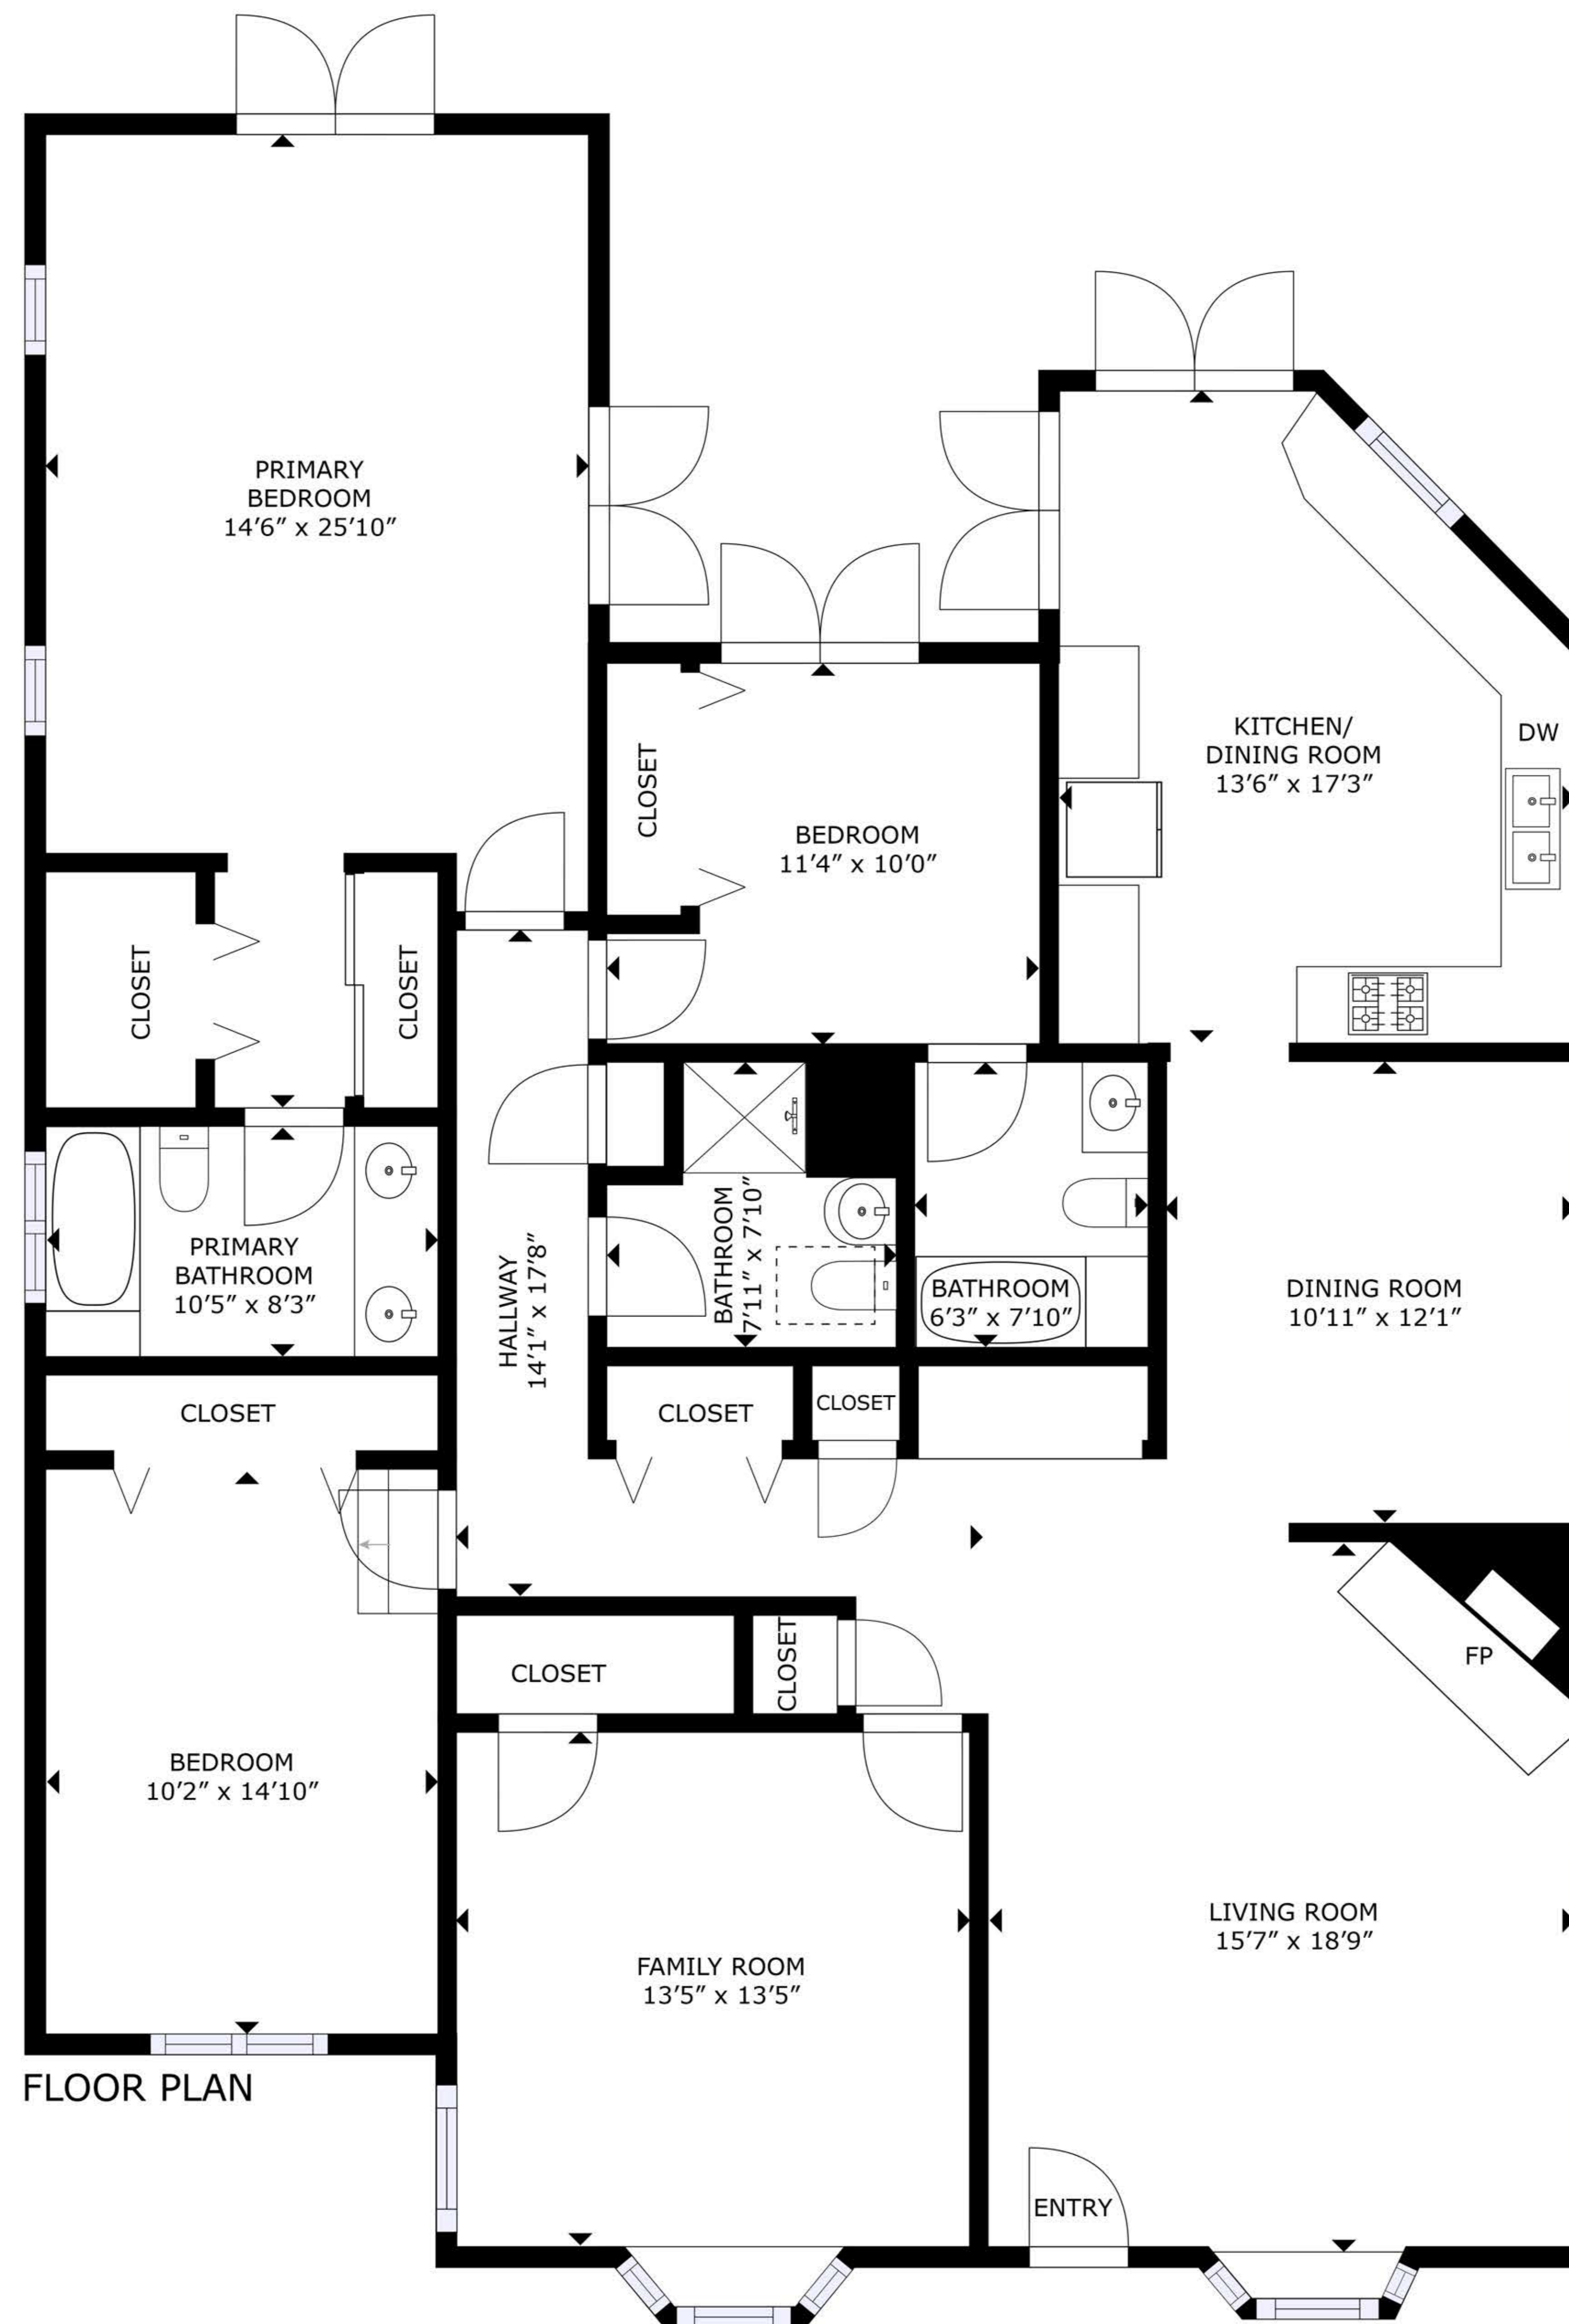 PRIMARY
BEDROOM
14’6” x 25’10”
KITCHEN/
DINING ROOM
13’6” x 17’3”
DW
CLOSET
BEDROOM
11’4” x 10’0”
CLOSET
CLOSET
PRIMARY
BATHROOM
10’5” x 8’3”
HALLWAY
14’1” x 17’8”
BATHROOM
7’11” x 7’10”
BATHROOM
6’3” x 7’10”
DINING ROOM
10’11” x 12’1”
CLOSET
CLOSET
CLOSET
CLOSET
CLOSET
FP
BEDROOM
10’2” x 14’10”
FAMILY ROOM
13’5” x 13’5”
LIVING ROOM
15’7” x 18’9”
FLOOR PLAN
ENTRY